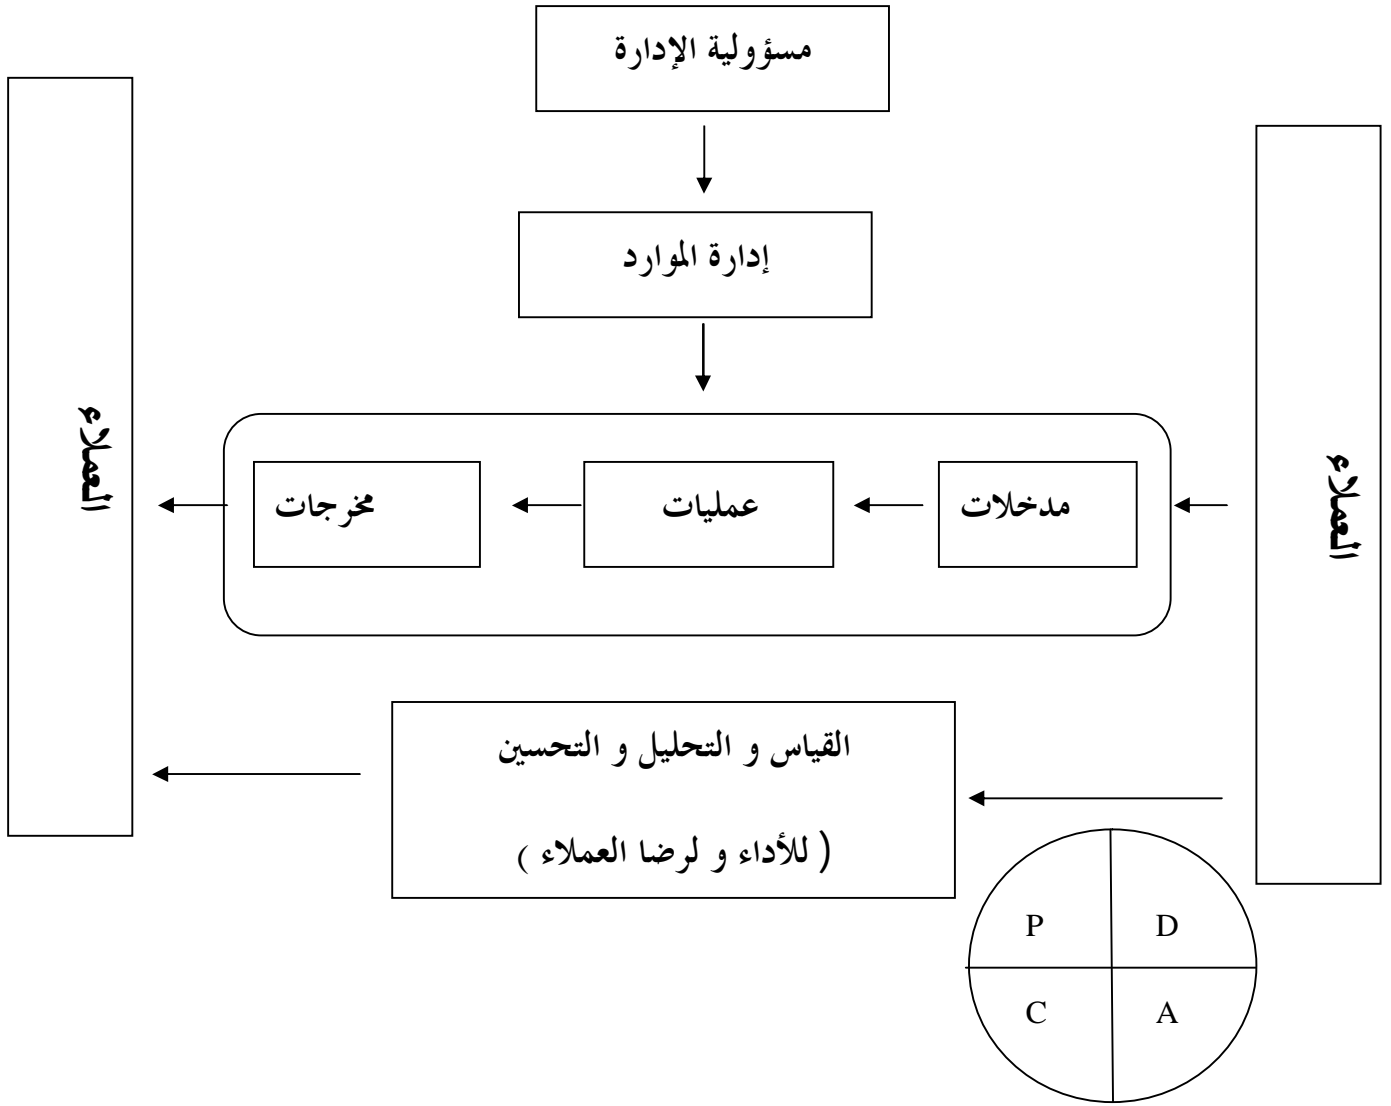 مسؤولية الإدارة
إدارة الموارد
العملاء
مدخلات
عمليات
مخرجات
العملاء
القياس و التحليل و التحسين
( للأداء و لرضا العملاء )
P D
C A